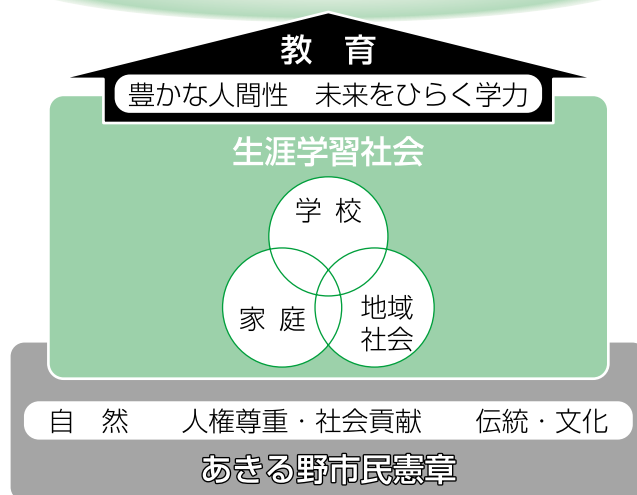 教 育
豊かな人間性 未来をひらく学力
生涯学習社会
学 校
家 庭
地域
社会
自 然 人権尊重・社会貢献 伝統・文化
あきる野市民憲章